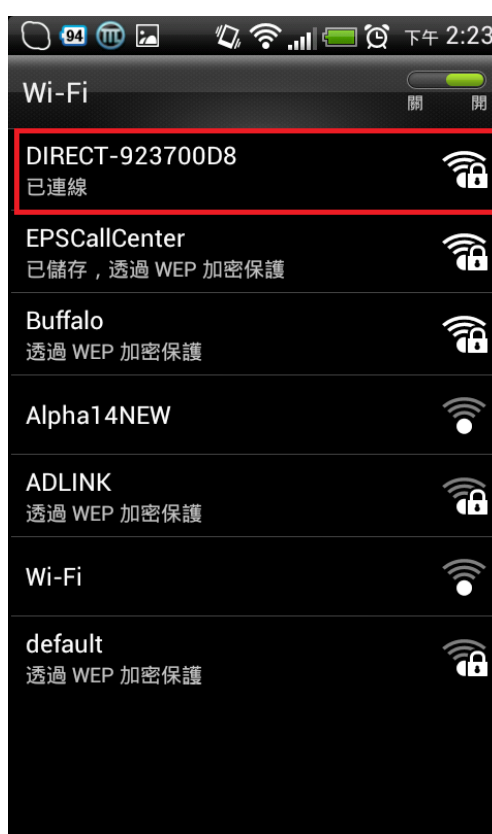 94 下午 2:23
Wi-Fi
關 開
DIRECT-923700D8
已連線
EPSCallCenter
已儲存，透過 WEP 加密保護
Buffalo
透過 WEP 加密保護
Alpha14NEW
ADLINK
透過 WEP 加密保護
Wi-Fi
default
透過 WEP 加密保護